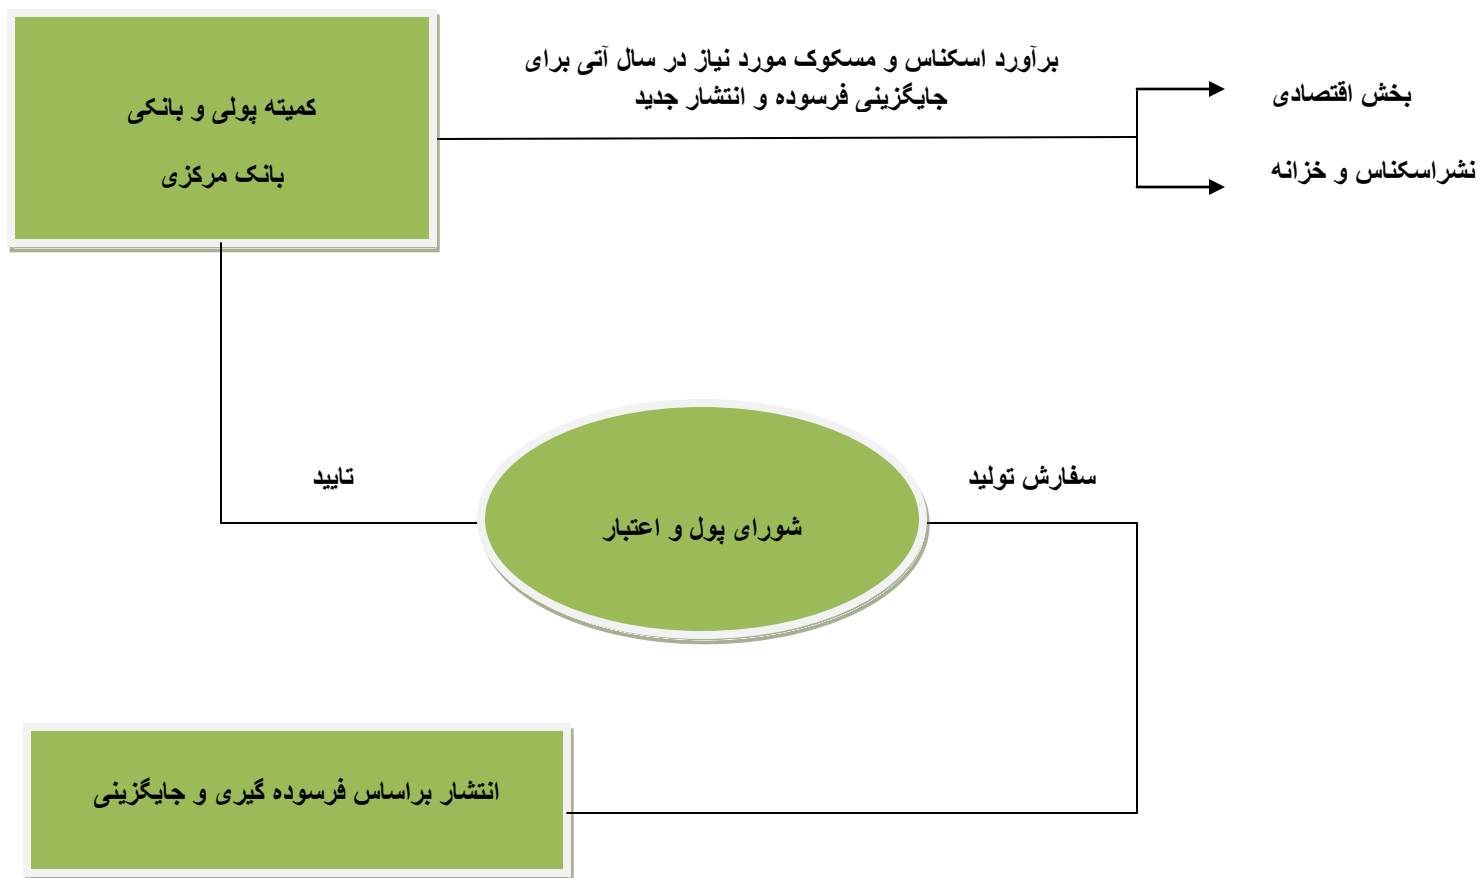 برآورد اسکناس و مسکوک مورد نیاز در سال آتی برای
جایگزینی فرسوده و انتشار جدید
بخش اقتصادی
نشراسکناس و خزانه
کمیته پولی و بانکی
بانک مرکزی
سفارش تولید
تایید
شورای پول و اعتبار
انتشار براساس فرسوده گیری و جایگزینی